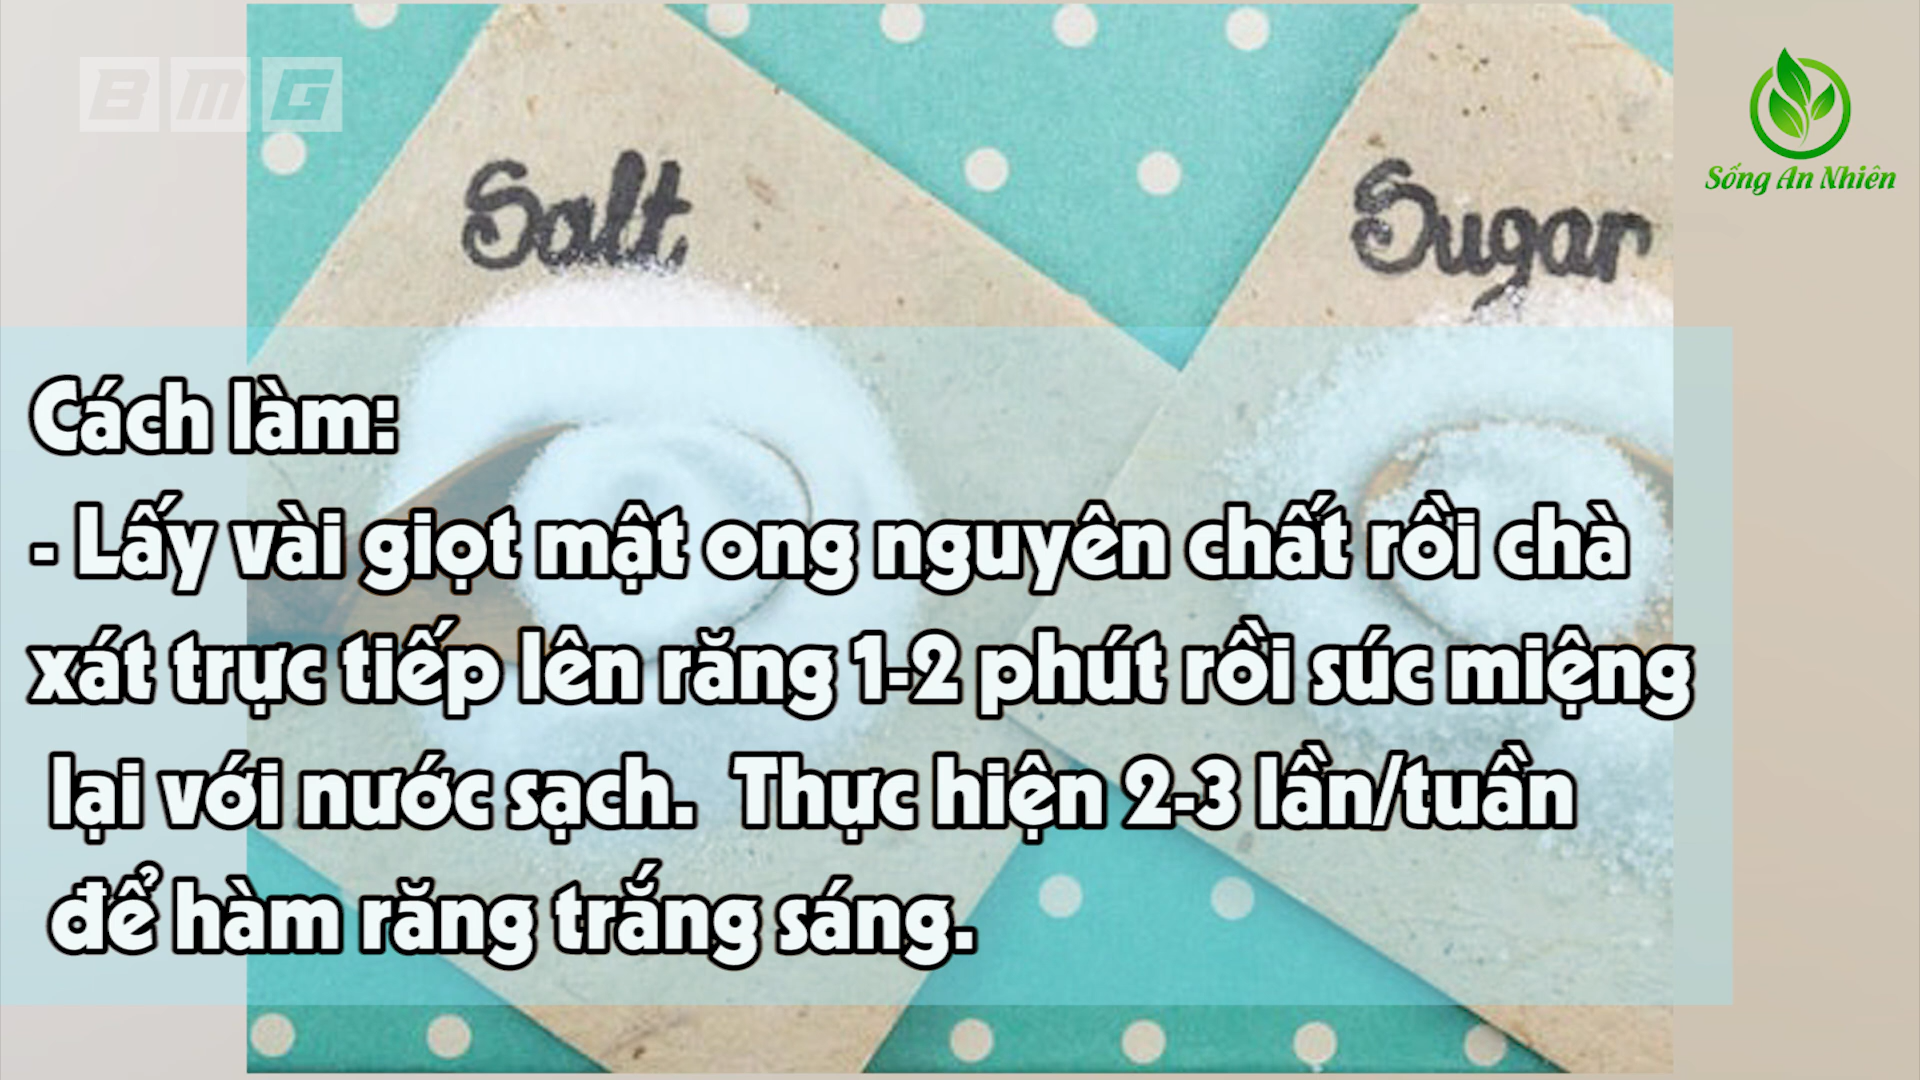 BMG
Salt
Sugar
Sống An Nhiên
Cách làm:
- Lấy vài giọt mật ong nguyên chất rồi chà
xát trực tiếp lên răng 1-2 phút rồi súc miệng
lại với nước sạch. Thực hiện 2-3 lần/tuần
để hàm răng trắng sáng.